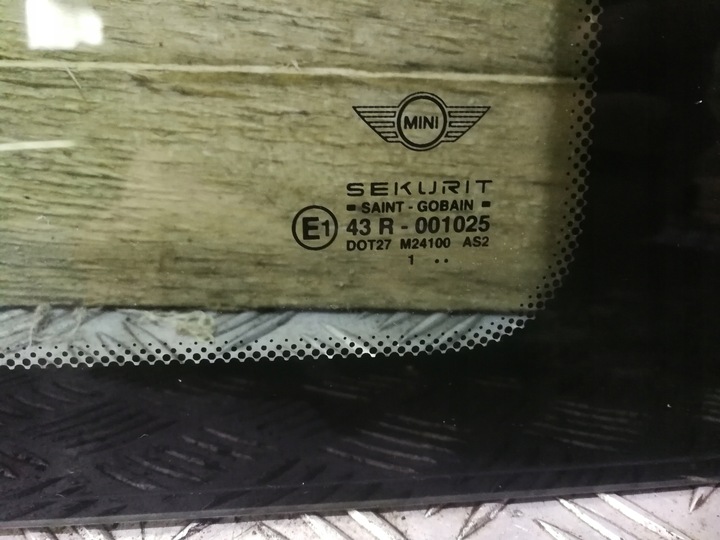 MINI
SEKURIT
SAINT - GOBAIN
E1 43 R - 001025
DOT27 M24100 AS2
1 ..